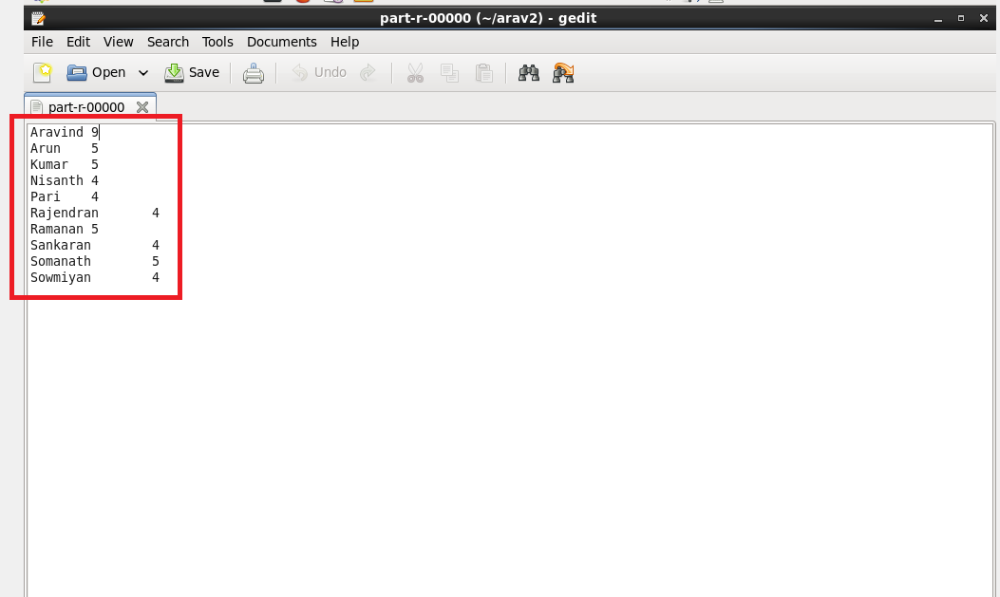 part-r-00000 (~/arav2) - gedit
File Edit View Search Tools Documents Help
Open Save Undo
part-r-00000
Aravind 9
Arun 5
Kumar 5
Nisanth 4
Pari 4
Rajendran 4
Ramanan 5
Sankaran 4
Somanath 5
Sowmiyan 4